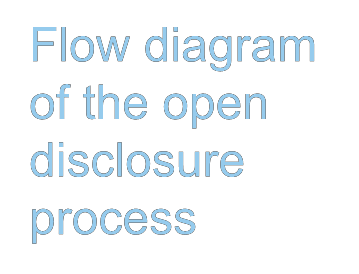 Flow diagram
of the open
disclosure
process